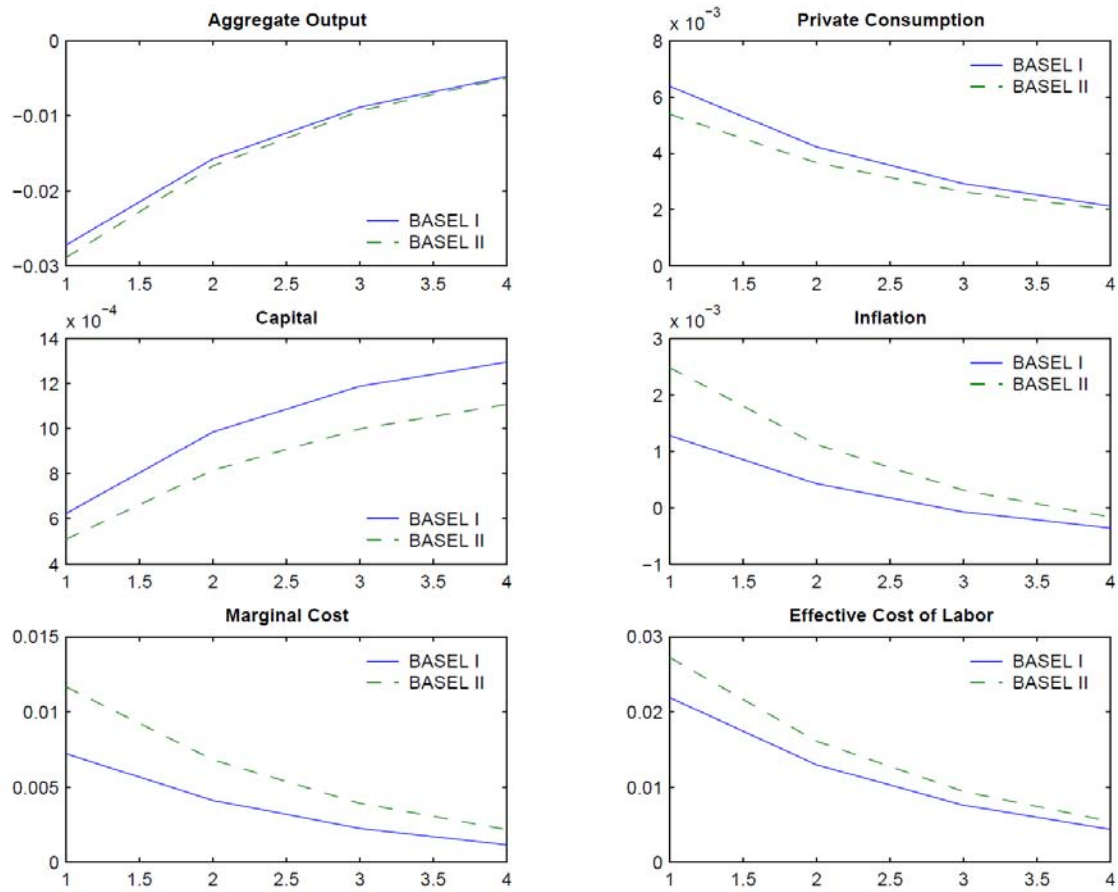 Aggregate Output
0
−0.01
−0.02
−0.03
1 1.5 2 2.5 3 3.5 4
BASEL I
BASEL II
Private Consumption
x 10−3
8
6
4
2
0
1 1.5 2 2.5 3 3.5 4
BASEL I
BASEL II
Capital
x 10−4
14
12
10
8
6
4
1 1.5 2 2.5 3 3.5 4
BASEL I
BASEL II
Inflation
x 10−3
3
2
1
0
−1
1 1.5 2 2.5 3 3.5 4
BASEL I
BASEL II
Marginal Cost
0.015
0.01
0.005
0
1 1.5 2 2.5 3 3.5 4
BASEL I
BASEL II
Effective Cost of Labor
0.03
0.02
0.01
0
1 1.5 2 2.5 3 3.5 4
BASEL I
BASEL II